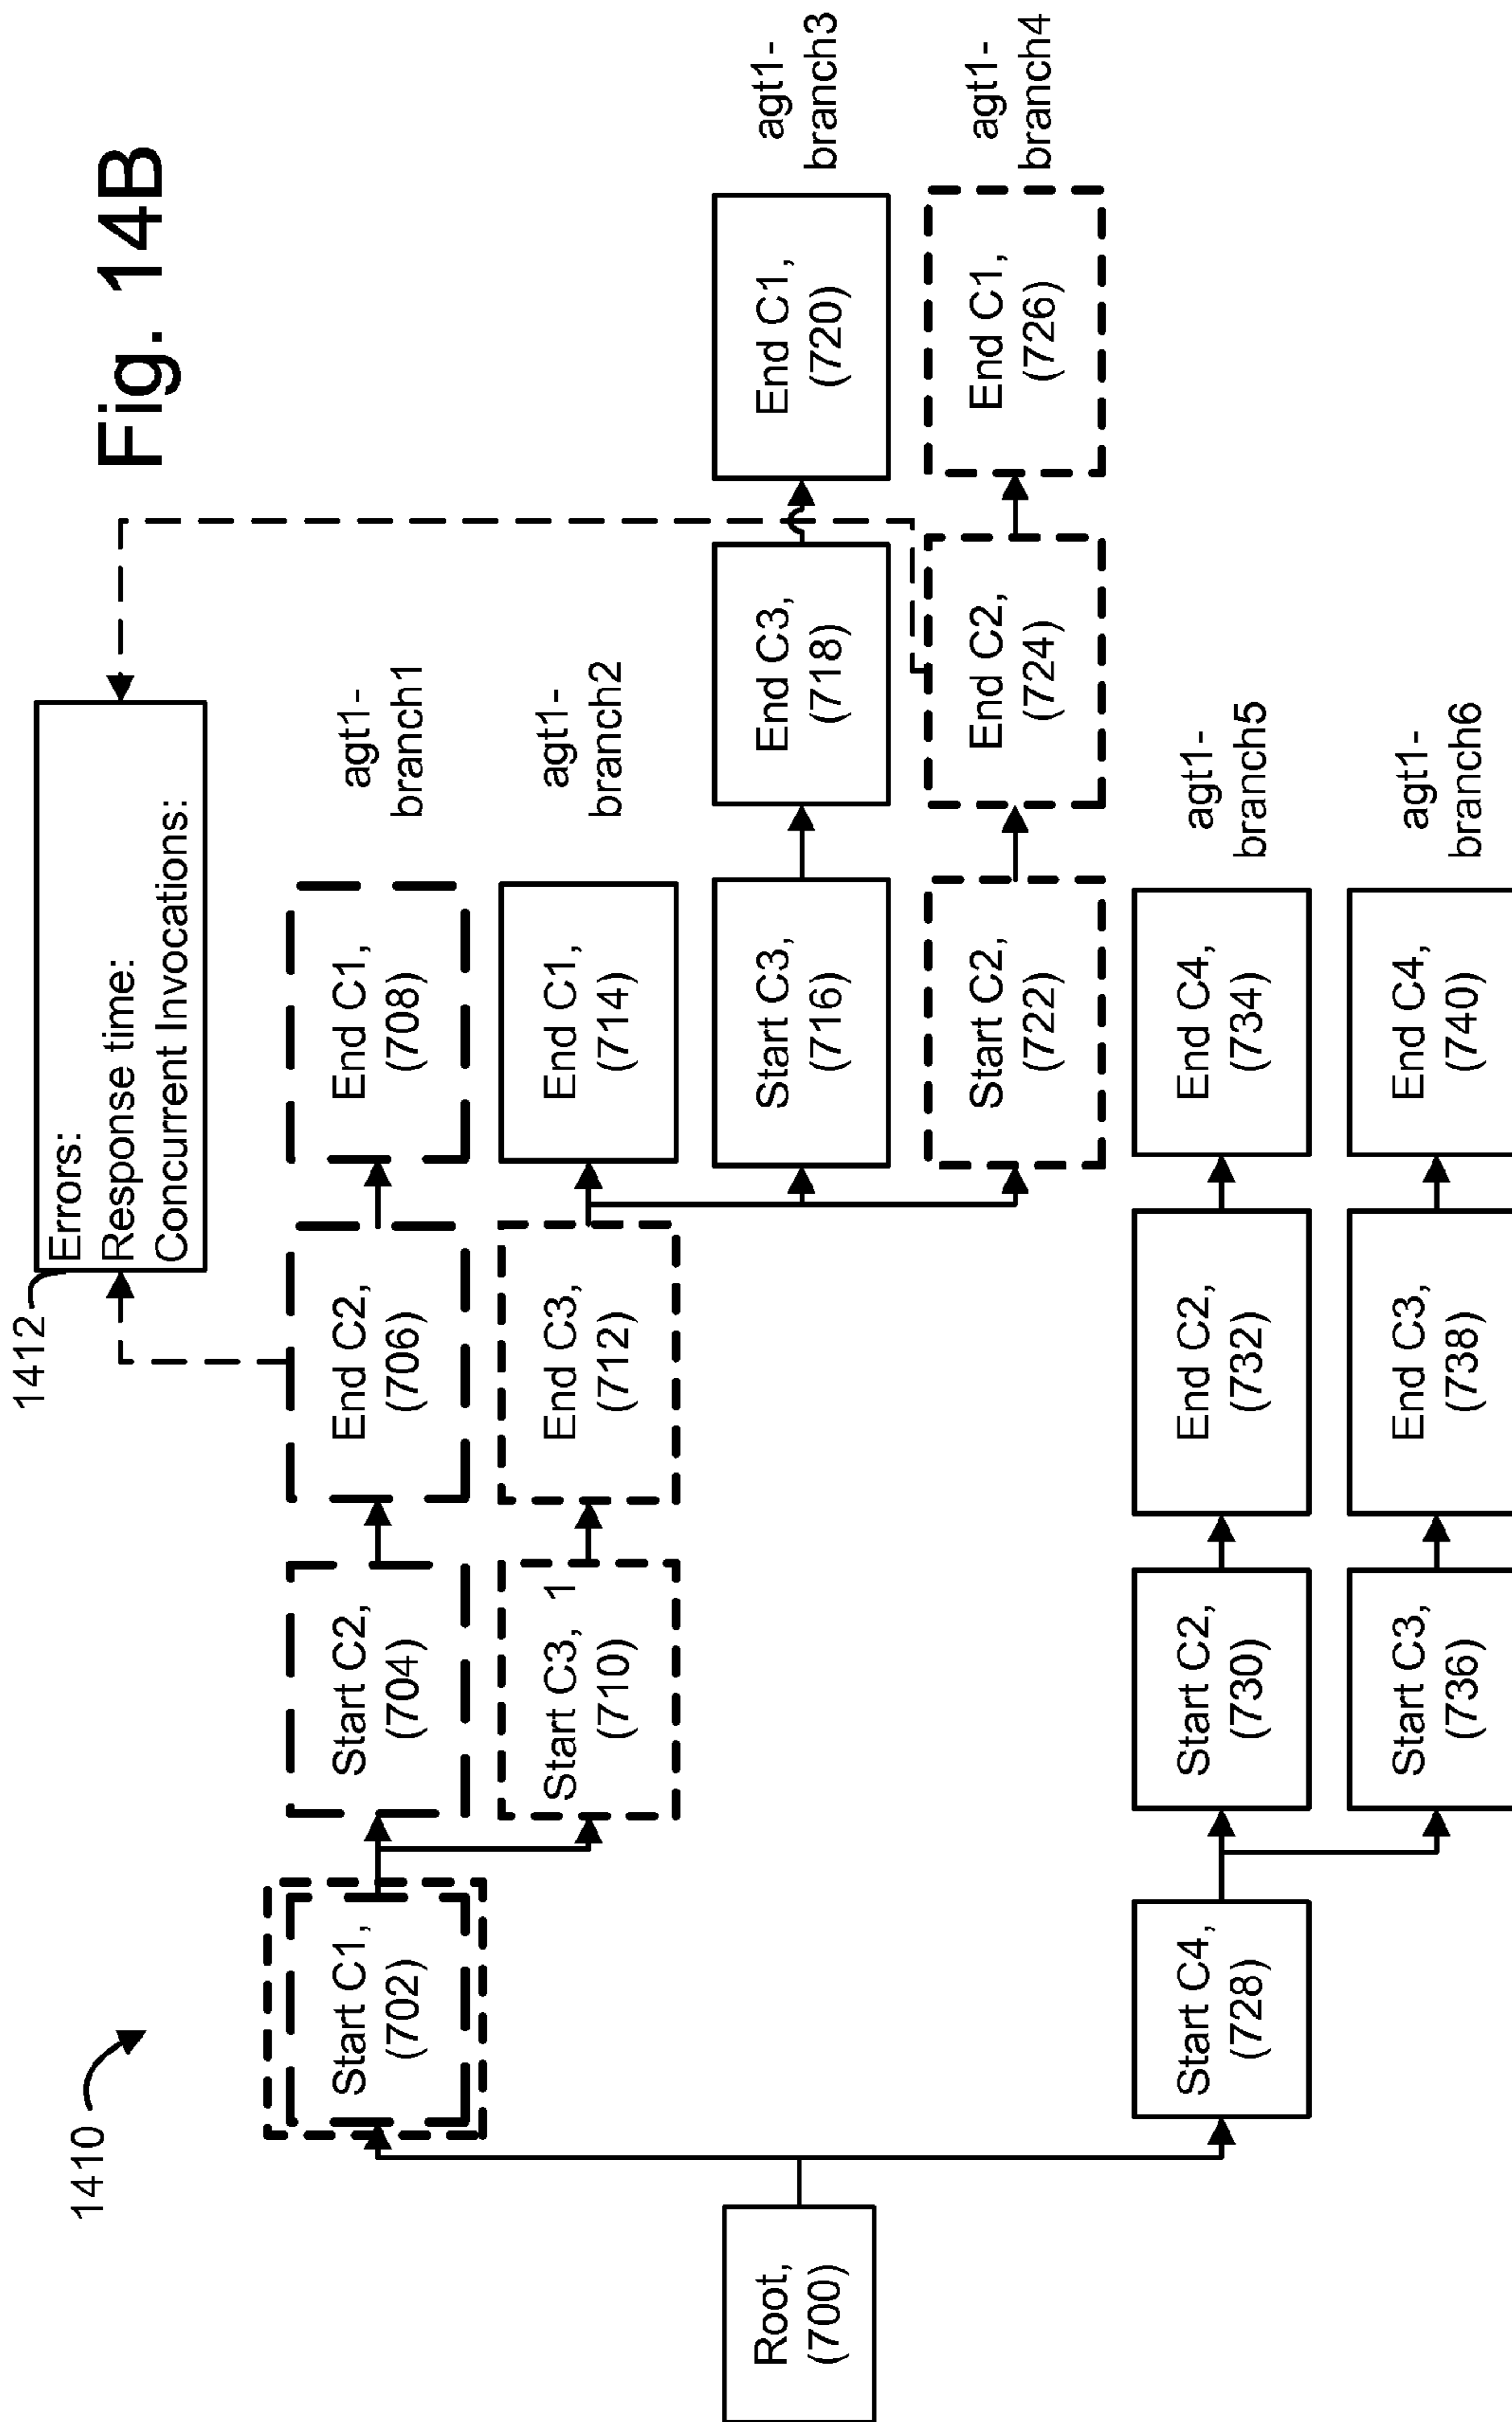 Fig. 14B
1410
1412
Errors:
Response time:
Concurrent Invocations:
Root,
(700)
Start C1,
(702)
Start C2,
(704)
End C2,
(706)
End C1,
(708)
agt1-
branch1
Start C3, 1
(710)
End C3,
(712)
End C1,
(714)
agt1-
branch2
Start C3,
(716)
End C3,
(718)
End C1,
(720)
agt1-
branch3
Start C2,
(722)
End C2,
(724)
End C1,
(726)
agt1-
branch4
Start C4,
(728)
Start C2,
(730)
End C2,
(732)
End C4,
(734)
agt1-
branch5
Start C3,
(736)
End C3,
(738)
End C4,
(740)
agt1-
branch6